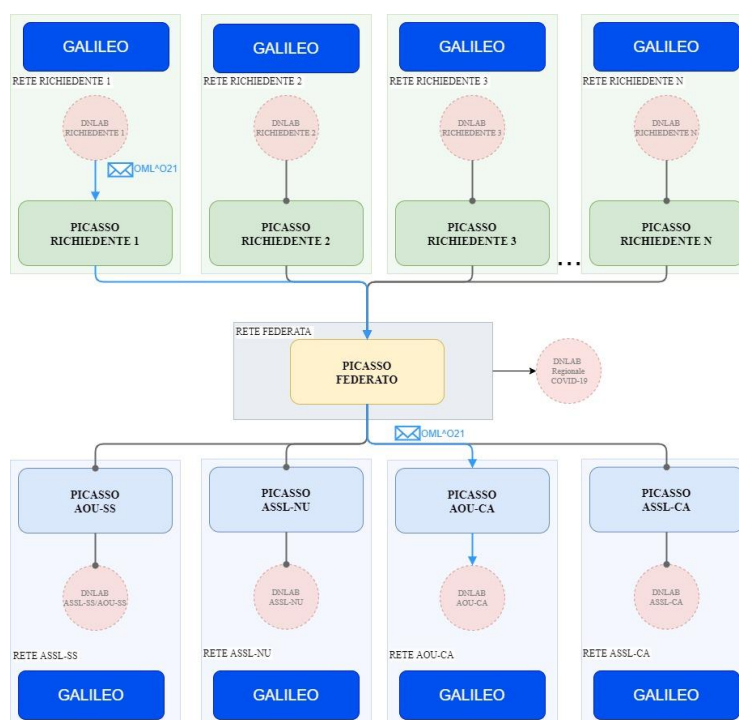 GALILEO
GALILEO
GALILEO
GALILEO
RETE RICHIEDENTE 1
RETE RICHIEDENTE 2
RETE RICHIEDENTE 3
RETE RICHIEDENTE N
DNLAB
RICHIEDENTE 1
DNLAB
RICHIEDENTE 2
DNLAB
RICHIEDENTE 3
DNLAB
RICHIEDENTE N
OML^O21
PICASSO
RICHIEDENTE 1
PICASSO
RICHIEDENTE 2
PICASSO
RICHIEDENTE 3
...
PICASSO
RICHIEDENTE N
RETE FEDERATA
PICASSO
FEDERATO
DNLAB
Regionale
COVID-19
OML^O21
PICASSO
AOU-SS
PICASSO
ASSL-NU
PICASSO
AOU-CA
PICASSO
ASSL-CA
DNLAB
ASSL-SS/AOU-SS
DNLAB
ASSL-NU
DNLAB
AOU-CA
DNLAB
ASSL-CA
RETE ASSL-SS
RETE ASSL-NU
RETE AOU-CA
RETE ASSL-CA
GALILEO
GALILEO
GALILEO
GALILEO